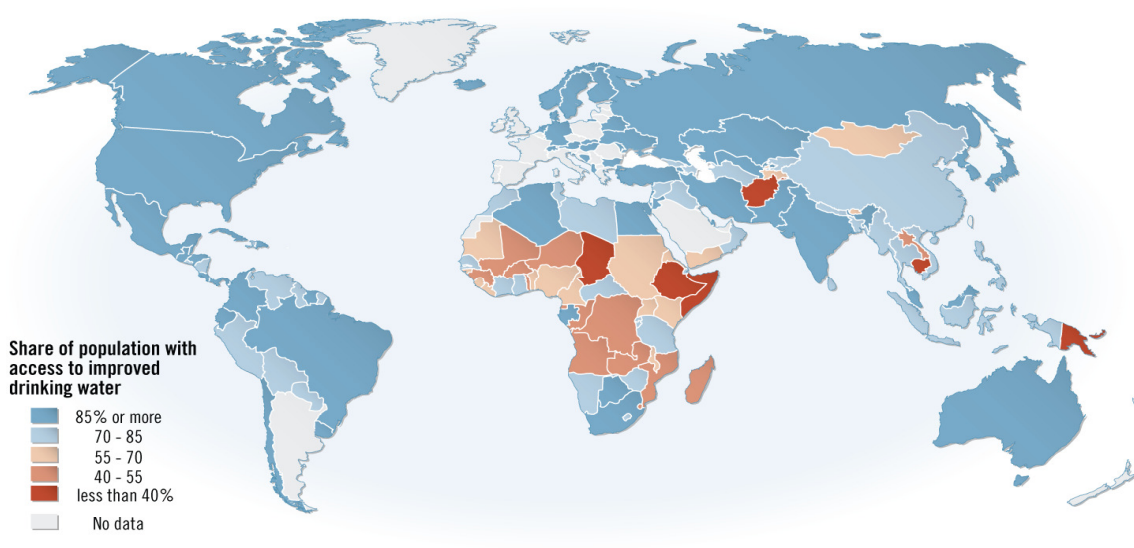 Share of population with
access to improved
drinking water
85% or more
70 - 85
55 - 70
40 - 55
less than 40%
No data